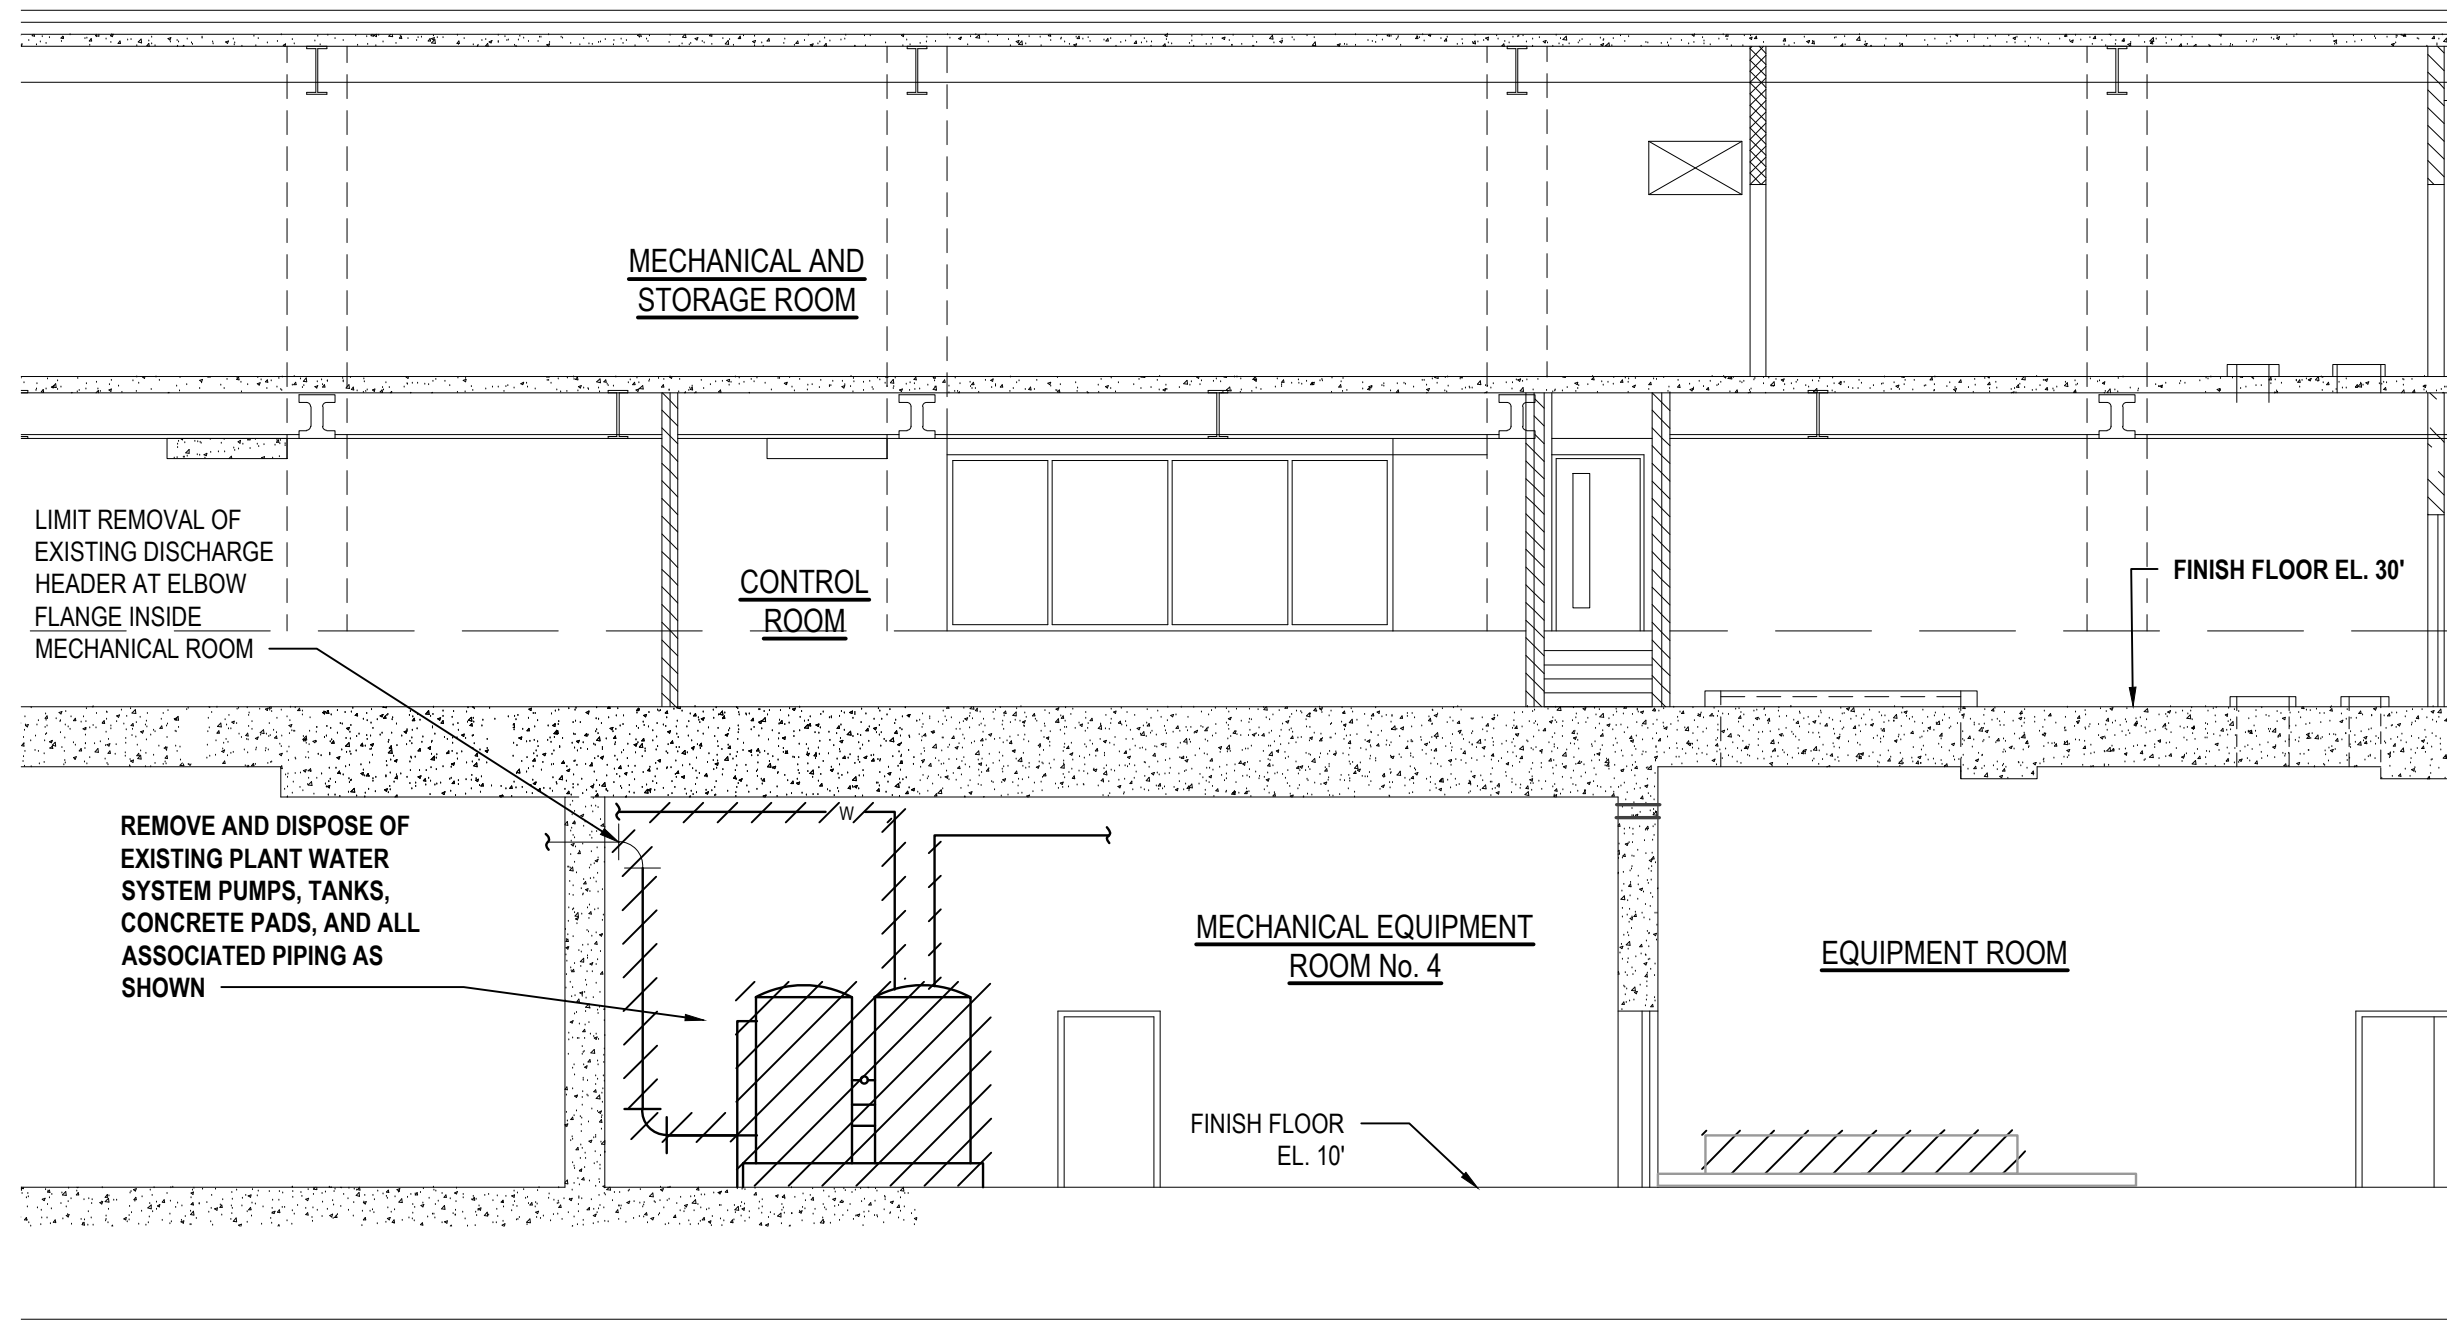 MECHANICAL AND
STORAGE ROOM
LIMIT REMOVAL OF
EXISTING DISCHARGE
HEADER AT ELBOW
FLANGE INSIDE
MECHANICAL ROOM
CONTROL
ROOM
FINISH FLOOR EL. 30'
REMOVE AND DISPOSE OF
EXISTING PLANT WATER
SYSTEM PUMPS, TANKS,
CONCRETE PADS, AND ALL
ASSOCIATED PIPING AS
SHOWN
W
MECHANICAL EQUIPMENT
ROOM No. 4
EQUIPMENT ROOM
FINISH FLOOR
EL. 10'